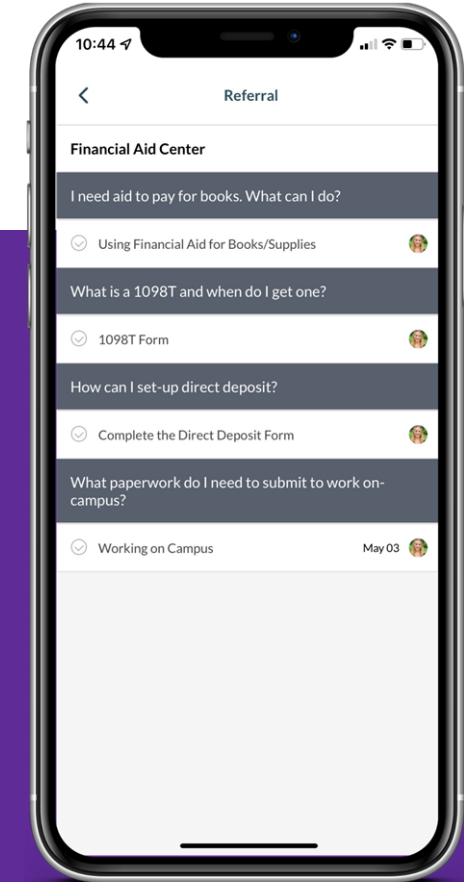 10:44
Referral
Financial Aid Center
I need aid to pay for books. What can I do?
Using Financial Aid for Books/Supplies
What is a 1098T and when do I get one?
1098T Form
How can I set-up direct deposit?
Complete the Direct Deposit Form
What paperwork do I need to submit to work on-
campus?
Working on Campus May 03